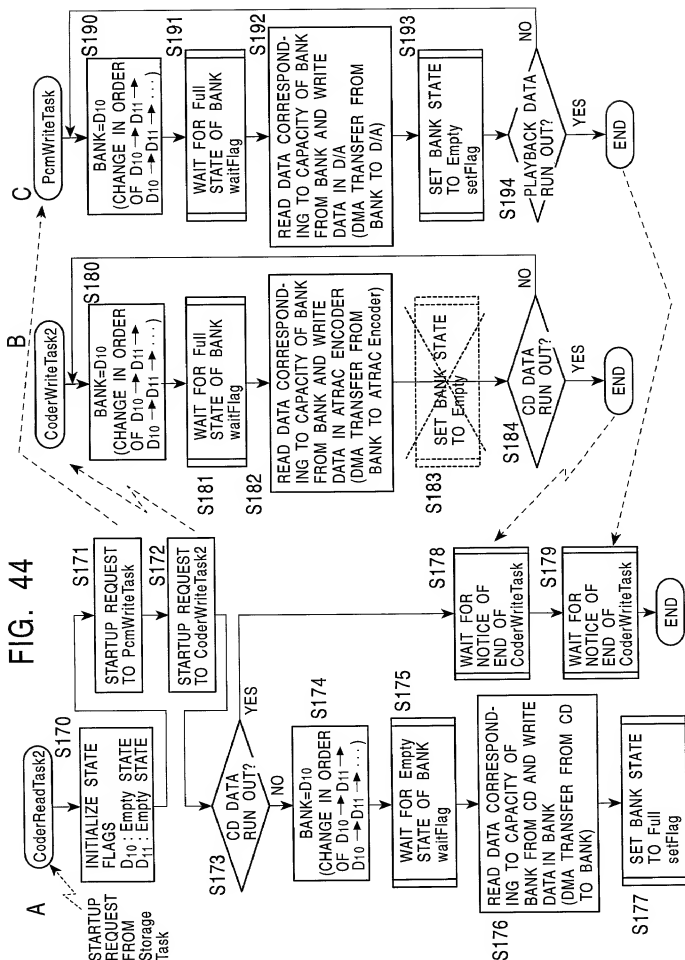 FIG. 44
A
CoderReadTask2
STARTUP
REQUEST
FROM
Storage
Task
S170
INITIALIZE STATE
FLAGS
D10 : Empty STATE
D11 : Empty STATE
S171
STARTUP REQUEST
TO PcmWriteTask
S172
STARTUP REQUEST
TO CoderWriteTask2
S173
CD DATA
RUN OUT?
YES
NO
S174
BANK=D10
(CHANGE IN ORDER
OF D10→D11→
D10→D11→···)
S175
WAIT FOR Empty
STATE OF BANK
waitFlag
S176
READ DATA CORRESPOND-
ING TO CAPACITY OF
BANK FROM CD AND WRITE
DATA IN BANK
(DMA TRANSFER FROM CD
TO BANK)
S177
SET BANK STATE
TO Full
setFlag
S178
WAIT FOR
NOTICE OF
END OF
CoderWriteTask
S179
WAIT FOR
NOTICE OF
END OF
CoderWriteTask
END
B
CoderWriteTask2
S180
BANK=D10
(CHANGE IN ORDER
OF D10→D11→
D10→D11→···)
S181
WAIT FOR Full
STATE OF BANK
waitFlag
S182
READ DATA CORRESPOND-
ING TO CAPACITY OF BANK
FROM BANK AND WRITE
DATA IN ATRAC ENCODER
(DMA TRANSFER FROM
BANK TO ATRAC Encoder)
S183
SET BANK STATE
TO Empty
S184
CD DATA
RUN OUT?
NO
YES
END
C
PcmWriteTask
S190
BANK=D10
(CHANGE IN ORDER
OF D10→D11→
D10→D11→···)
S191
WAIT FOR Full
STATE OF BANK
waitFlag
S192
READ DATA CORRESPOND-
ING TO CAPACITY OF BANK
FROM BANK AND WRITE
DATA IN D/A
(DMA TRANSFER FROM
BANK TO D/A)
S193
SET BANK STATE
TO Empty
setFlag
S194
PLAYBACK DATA
RUN OUT?
NO
YES
END